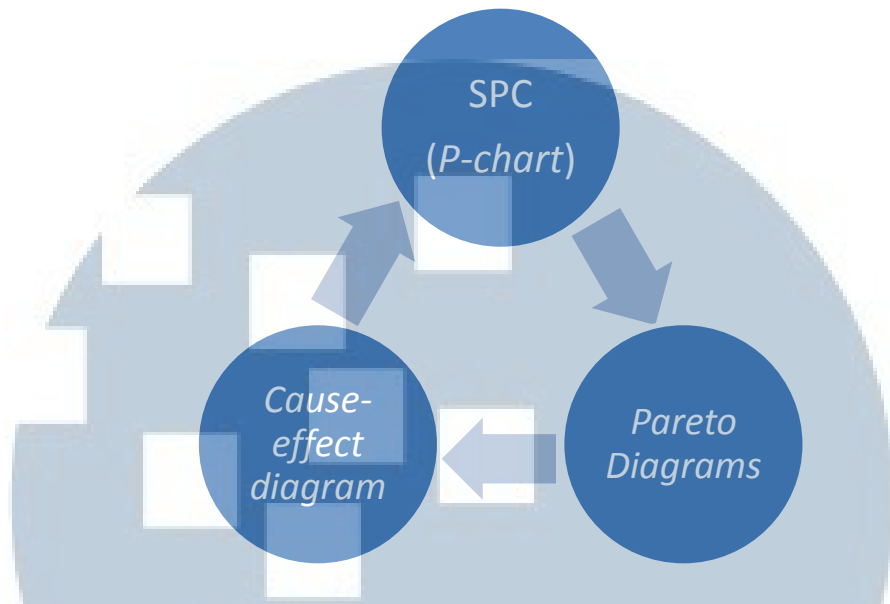 SPC
(P-chart)
Cause-
effect
diagram
Pareto
Diagrams